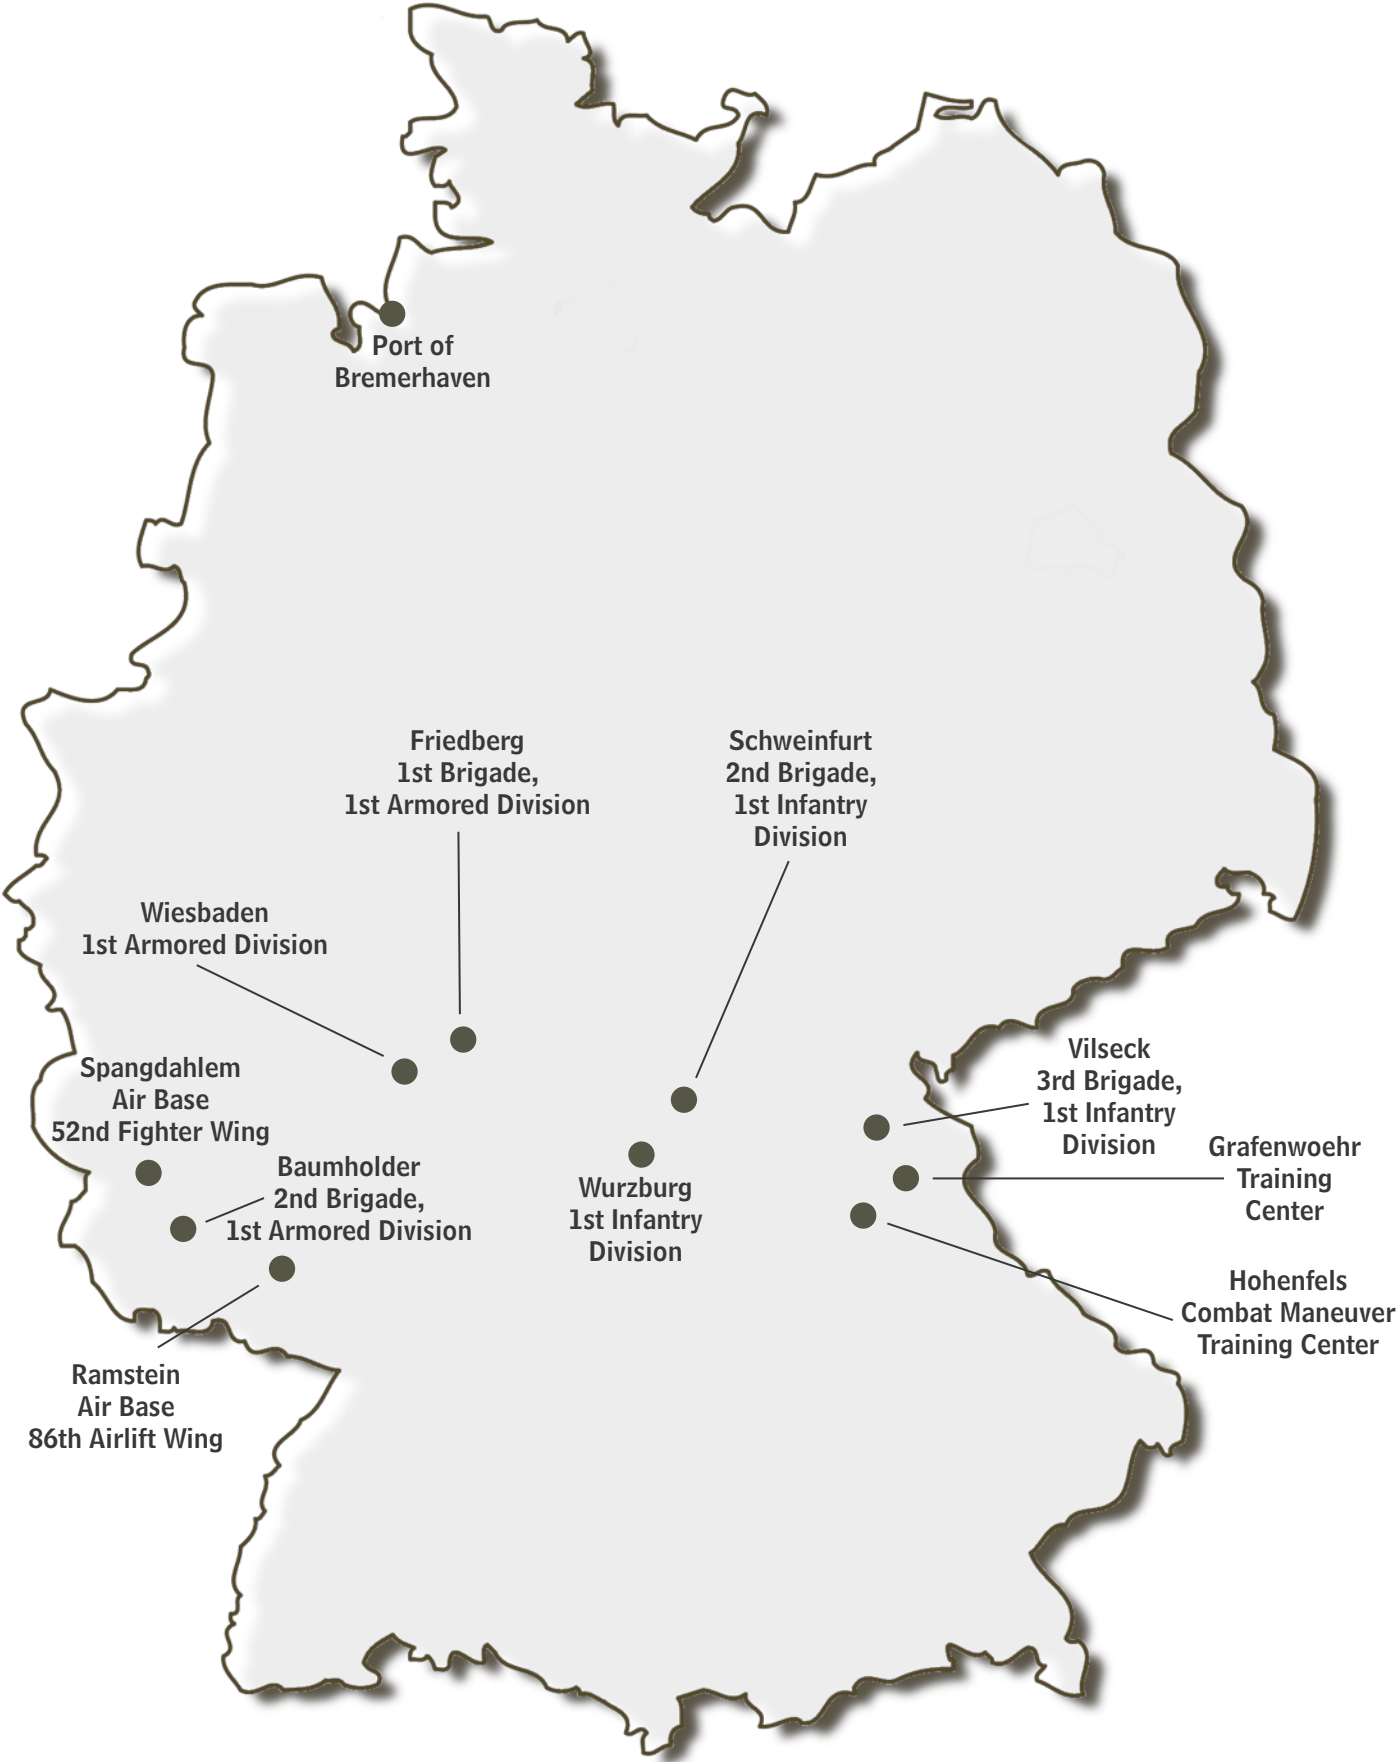 Port of
Bremerhaven
Friedberg
1st Brigade,
1st Armored Division
Schweinfurt
2nd Brigade,
1st Infantry
Division
Wiesbaden
1st Armored Division
Spangdahlem
Air Base
52nd Fighter Wing
Baumholder
2nd Brigade,
1st Armored Division
Wurzburg
1st Infantry
Division
Vilseck
3rd Brigade,
1st Infantry
Division
Grafenwoehr
Training
Center
Hohenfels
Combat Maneuver
Training Center
Ramstein
Air Base
86th Airlift Wing